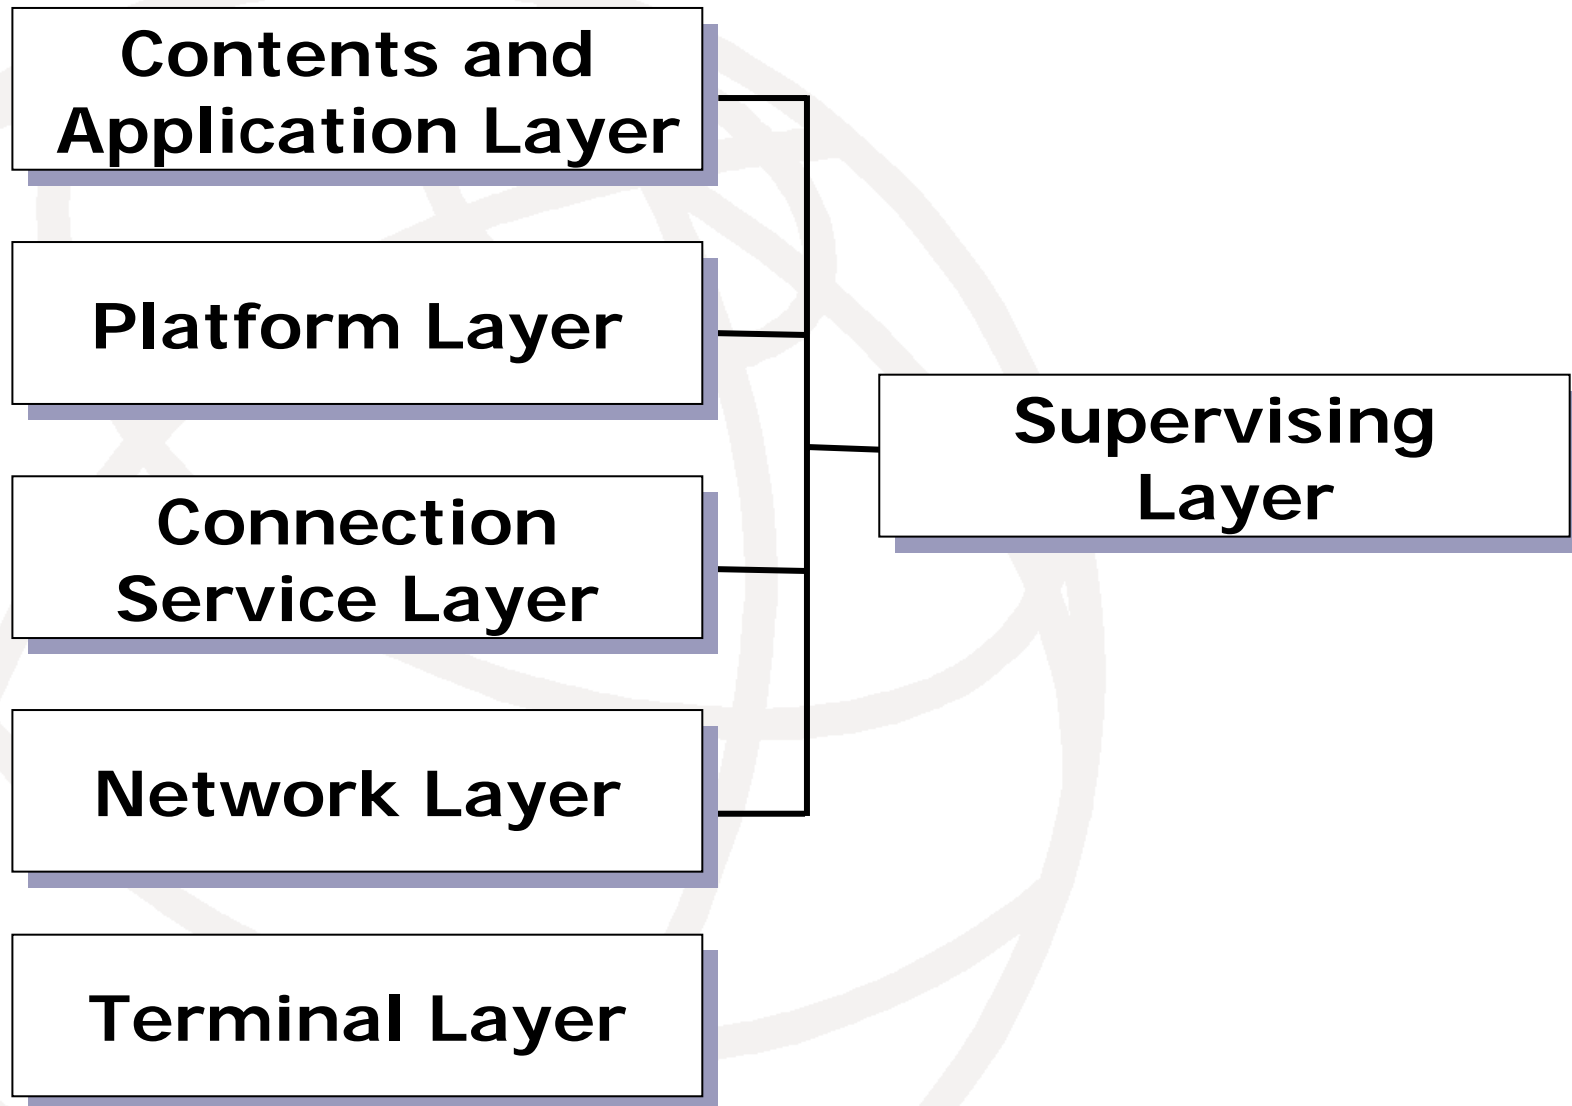 Contents and
Application Layer
Platform Layer
Connection
Service Layer
Network Layer
Terminal Layer
Supervising
Layer